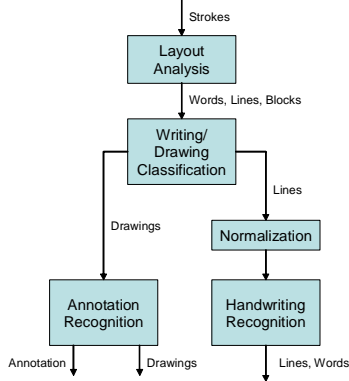 Strokes
Layout
Analysis
Words, Lines, Blocks
Writing/
Drawing
Classification
Lines
Drawings
Normalization
Annotation
Recognition
Handwriting
Recognition
Annotation
Drawings
Lines, Words